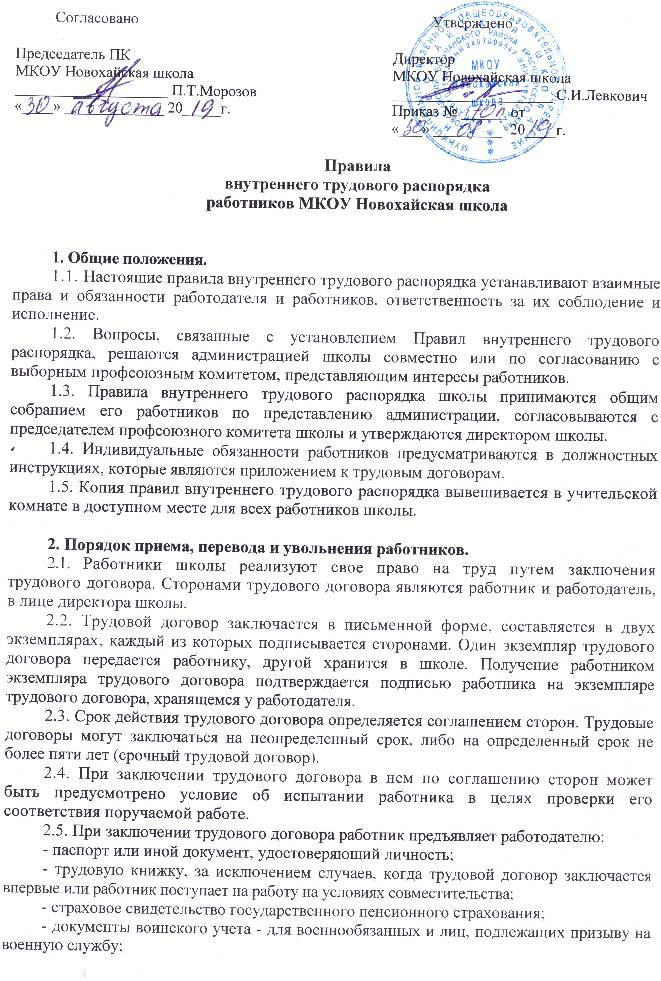 Согласовано
Утверждено
Председатель ПК
МКОУ Новохайская школа
П.Т.Морозов
«30» августа 2019г.
Директор
МКОУ Новохайская школа
С.И.Левкович
Приказ № 170п от
«30» 08 2019г.
МКОУ
Правила
внутреннего трудового распорядка
работников МКОУ Новохайская школа
1. Общие положения.
1.1. Настоящие правила внутреннего трудового распорядка устанавливают взаимные
права и обязанности работодателя и работников, ответственность за их соблюдение и
исполнение.
1.2. Вопросы, связанные с установлением Правил внутреннего трудового
распорядка, решаются администрацией школы совместно или по согласованию с
выборным профсоюзным комитетом, представляющим интересы работников.
1.3. Правила внутреннего трудового распорядка школы принимаются общим
собранием его работников по представлению администрации, согласовываются с
председателем профсоюзного комитета школы и утверждаются директором школы.
1.4. Индивидуальные обязанности работников предусматриваются в должностных
инструкциях, которые являются приложением к трудовым договорам.
1.5. Копия правил внутреннего трудового распорядка вывешивается в учительской
комнате в доступном месте для всех работников школы.
2. Порядок приема, перевода и увольнения работников.
2.1. Работники школы реализуют свое право на труд путем заключения
трудового договора. Сторонами трудового договора являются работник и работодатель,
в лице директора школы.
2.2. Трудовой договор заключается в письменной форме, составляется в двух
экземплярах, каждый из которых подписывается сторонами. Один экземпляр трудового
договора передается работнику, другой хранится в школе. Получение работником
экземпляра трудового договора подтверждается подписью работника на экземпляре
трудового договора, хранящемся у работодателя.
2.3. Срок действия трудового договора определяется соглашением сторон. Трудовые
договоры могут заключаться на неопределенный срок, либо на определенный срок не
более пяти лет (срочный трудовой договор).
2.4. При заключении трудового договора в нем по соглашению сторон может
быть предусмотрено условие об испытании работника в целях проверки его
соответствия поручаемой работе.
2.5. При заключении трудового договора работник предъявляет работодателю:
- паспорт или иной документ, удостоверяющий личность;
- трудовую книжку, за исключением случаев, когда трудовой договор заключается
впервые или работник поступает на работу на условиях совместительства;
- страховое свидетельство государственного пенсионного страхования;
- документы воинского учета - для военнообязанных и лиц, подлежащих призыву на
военную службу;